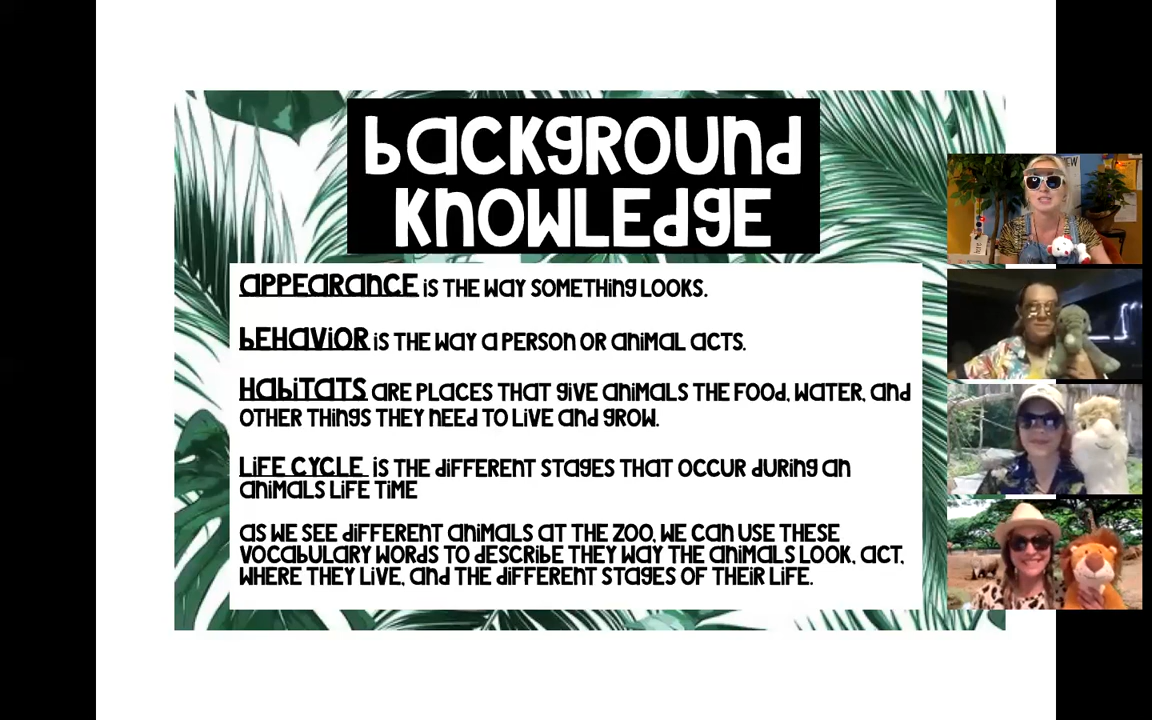 background
knowledge
appearance is the way something looks.
behavior is the way a person or animal acts.
Habitats are places that give animals the food, water, and
other things they need to live and grow.
Life cycle is the different stages that occur during an
animals life time
as we see different animals at the zoo, we can use these
vocabulary words to describe they way the animals look, act,
where they live, and the different stages of their life.